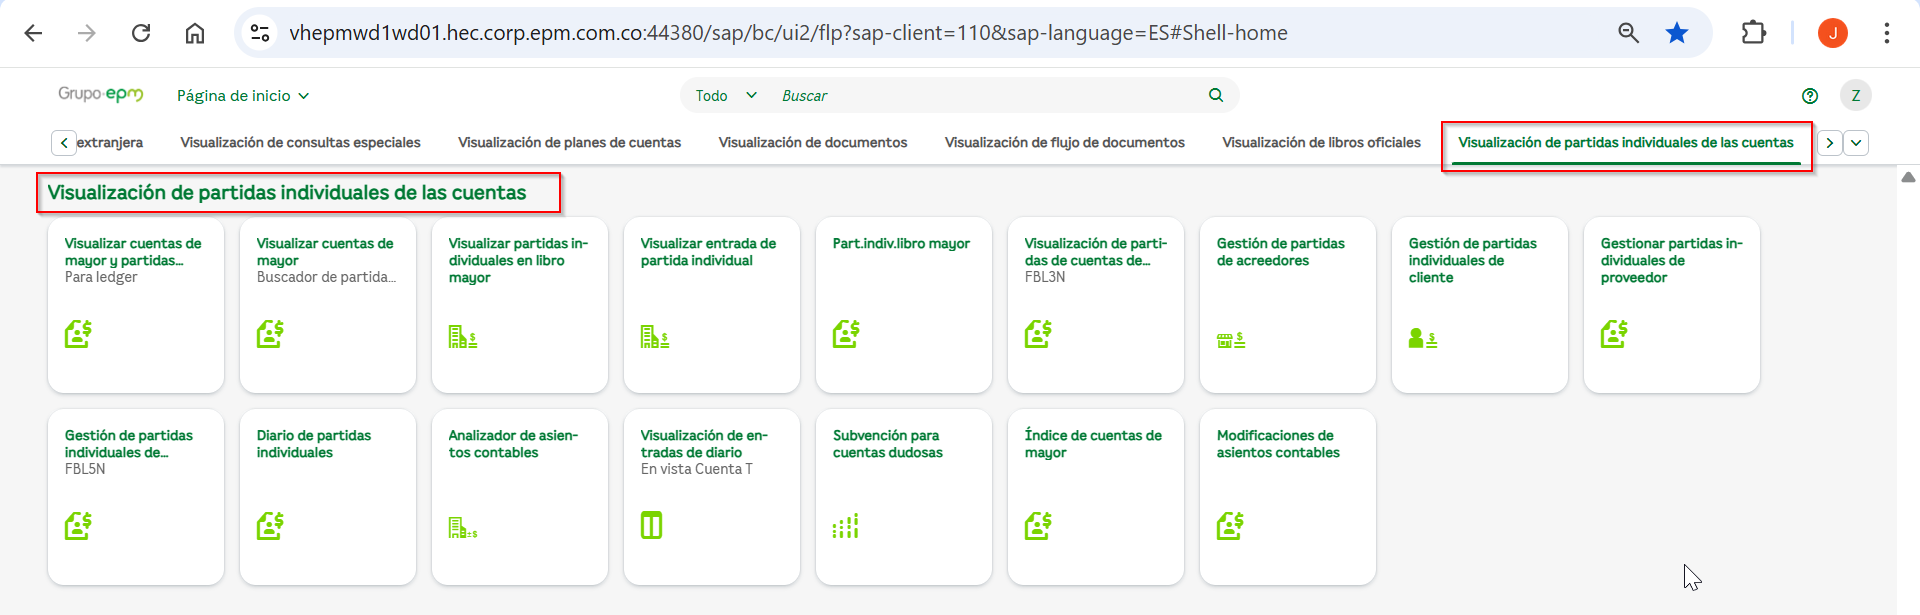 vhepmwd1wd01.hec.corp.epm.com.co:44380/sap/bc/ui2/flp?sap-client=110&sap-language=ES#Shell-home
J
Grupo·epm
Página de inicio
Todo
Buscar
Z
extranjera
Visualización de consultas especiales
Visualización de planes de cuentas
Visualización de documentos
Visualización de flujo de documentos
Visualización de libros oficiales
Visualización de partidas individuales de las cuentas
Visualización de partidas individuales de las cuentas
Visualizar cuentas de
mayor y partidas...
Para ledger
Visualizar cuentas de
mayor
Buscador de partida...
Visualizar partidas in-
dividuales en libro
mayor
Visualizar entrada de
partida individual
Part.indiv.libro mayor
Visualización de parti-
das de cuentas de...
FBL3N
Gestión de partidas
de acreedores
Gestión de partidas
individuales de
cliente
Gestionar partidas in-
dividuales de
proveedor
Gestión de partidas
individuales de...
FBL5N
Diario de partidas
individuales
Analizador de asien-
tos contables
Visualización de en-
tradas de diario
En vista Cuenta T
Subvención para
cuentas dudosas
Índice de cuentas de
mayor
Modificaciones de
asientos contables